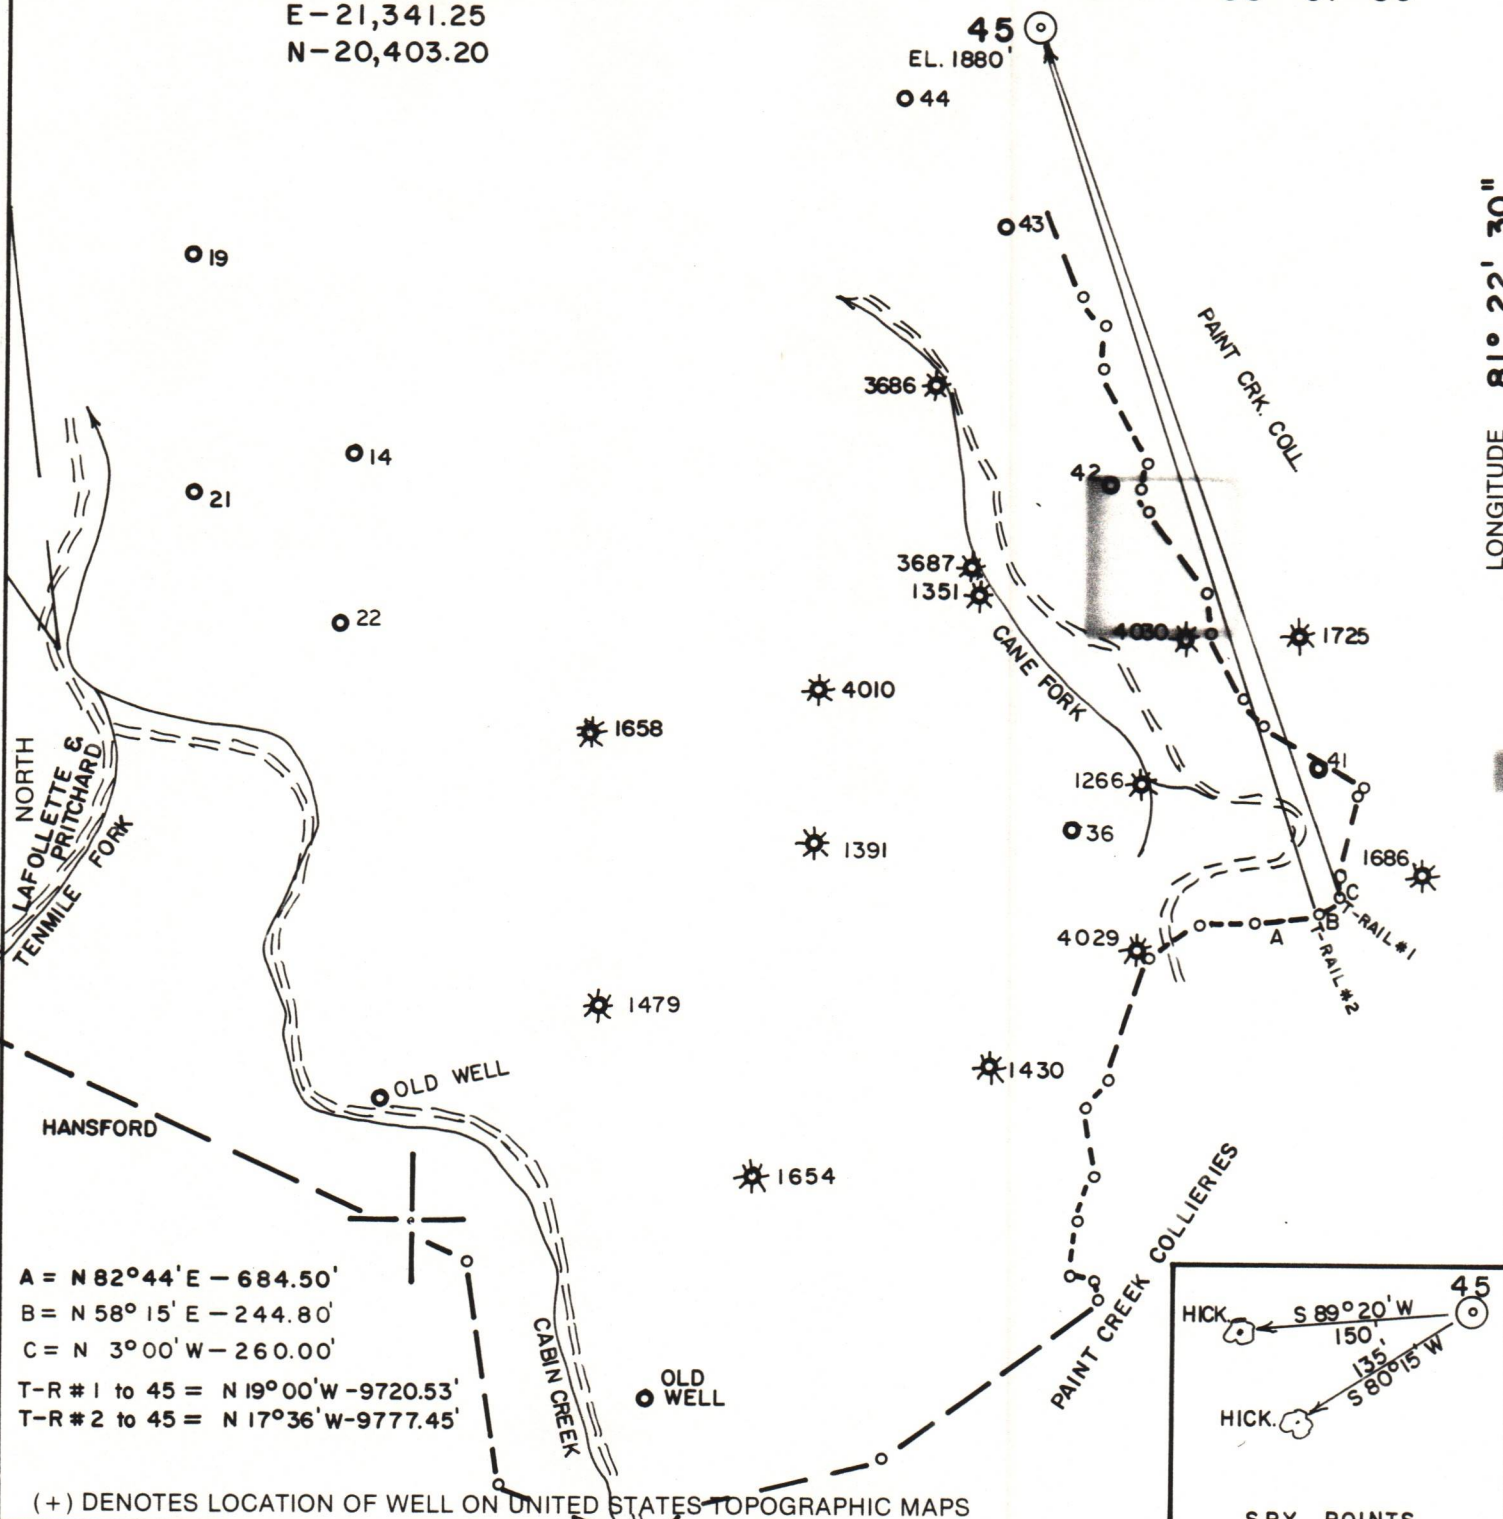 E-21,341.25
N-20,403.20
45
EL. 1880'
44
43
19
PAINT CRK. COLL
3686
14
42
21
LONGITUDE 81° 22' 30"
3687
1351
22
4030
1725
CANE FORK
4010
1658
NORTH
LAFOLLETTE &
PRITCHARD
TENMILE FORK
41
1266
36
1391
1686
C
B
T-RAIL #1
A
T-RAIL #2
4029
1479
OLD WELL
1430
HANSFORD
1654
PAINT CREEK COLLIERIES
A = N 82°44' E - 684.50'
B = N 58° 15' E - 244.80'
C = N 3°00' W - 260.00'
T-R # 1 to 45 = N 19°00' W - 9720.53'
T-R # 2 to 45 = N 17°36' W - 9777.45'
CABIN CREEK
OLD
WELL
45
HICK.
S 89°20' W
150'
135'
S 80°15' W
HICK.
(+) DENOTES LOCATION OF WELL ON UNITED STATES TOPOGRAPHIC MAPS